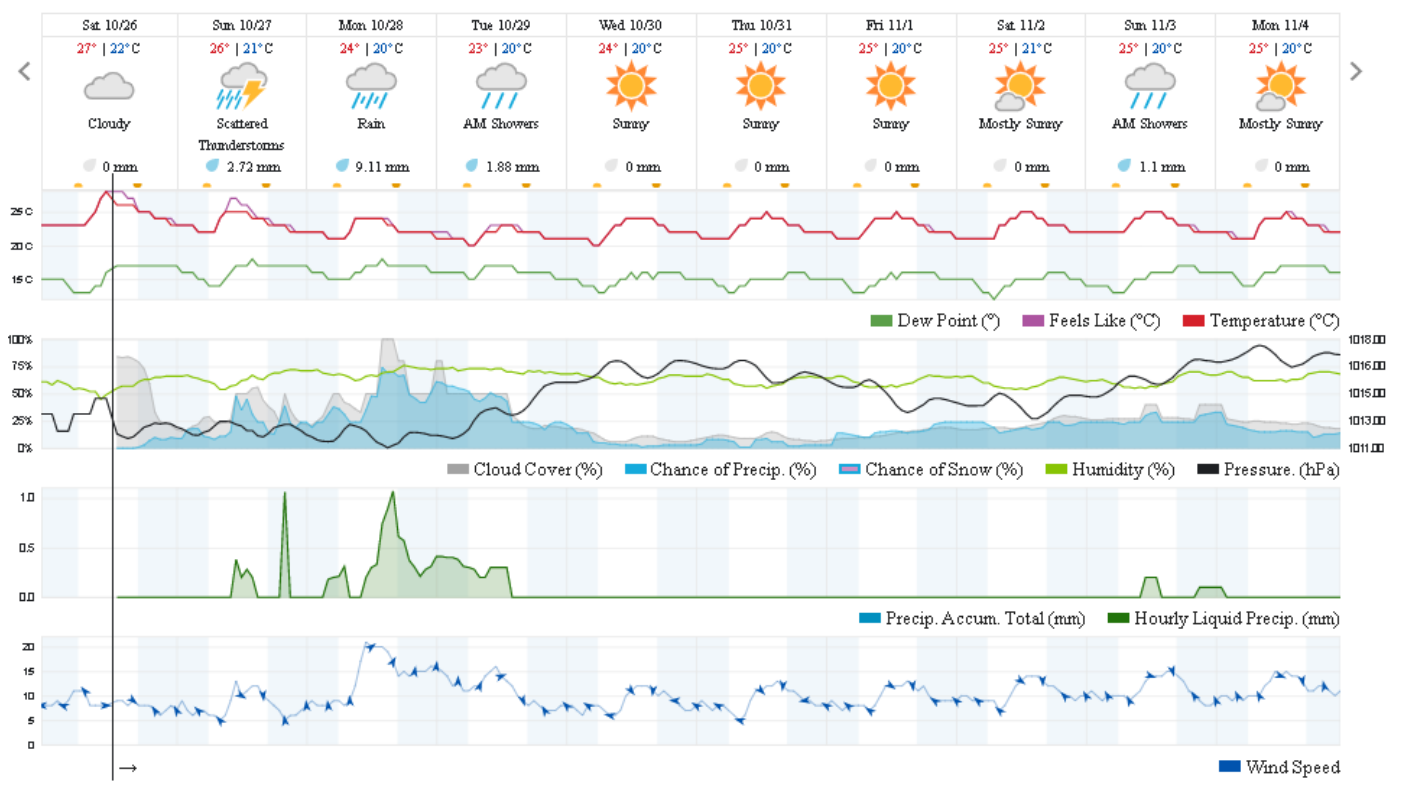 Sat 10/26 Sun 10/27 Mon 10/28 Tue 10/29 Wed 10/30 Thu 10/31 Fri 11/1 Sat 11/2 Sun 11/3 Mon 11/4
27° | 22°C 26° | 21°C 24° | 20°C 23° | 20°C 24° | 20°C 25° | 20°C 25° | 20°C 25° | 21°C 25° | 20°C 25° | 20°C
Cloudy Scattered Rain AM Showers Sunny Sunny Sunny Mostly Sunny AM Showers Mostly Sunny
Thunderstorms
0 mm 2.72 mm 9.11 mm 1.88 mm 0 mm 0 mm 0 mm 0 mm 1.1 mm 0 mm
25 C
20 C
15 C
Dew Point (°) Feels Like (°C) Temperature (°C)
100% 1018.00
75% 1016.00
50% 1015.00
25% 1013.00
0% 1011.00
Cloud Cover (%) Chance of Precip. (%) Chance of Snow (%) Humidity (%) Pressure. (hPa)
1.0
0.5
0.0
Precip. Accum. Total (mm) Hourly Liquid Precip. (mm)
20
15
10
5
0
→
Wind Speed